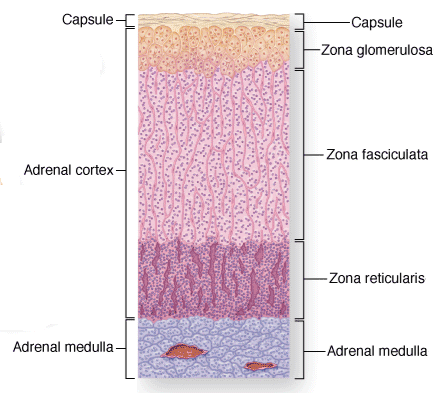 Capsule
Capsule
Zona glomerulosa
Adrenal cortex
Zona fasciculata
Zona reticularis
Adrenal medulla
Adrenal medulla